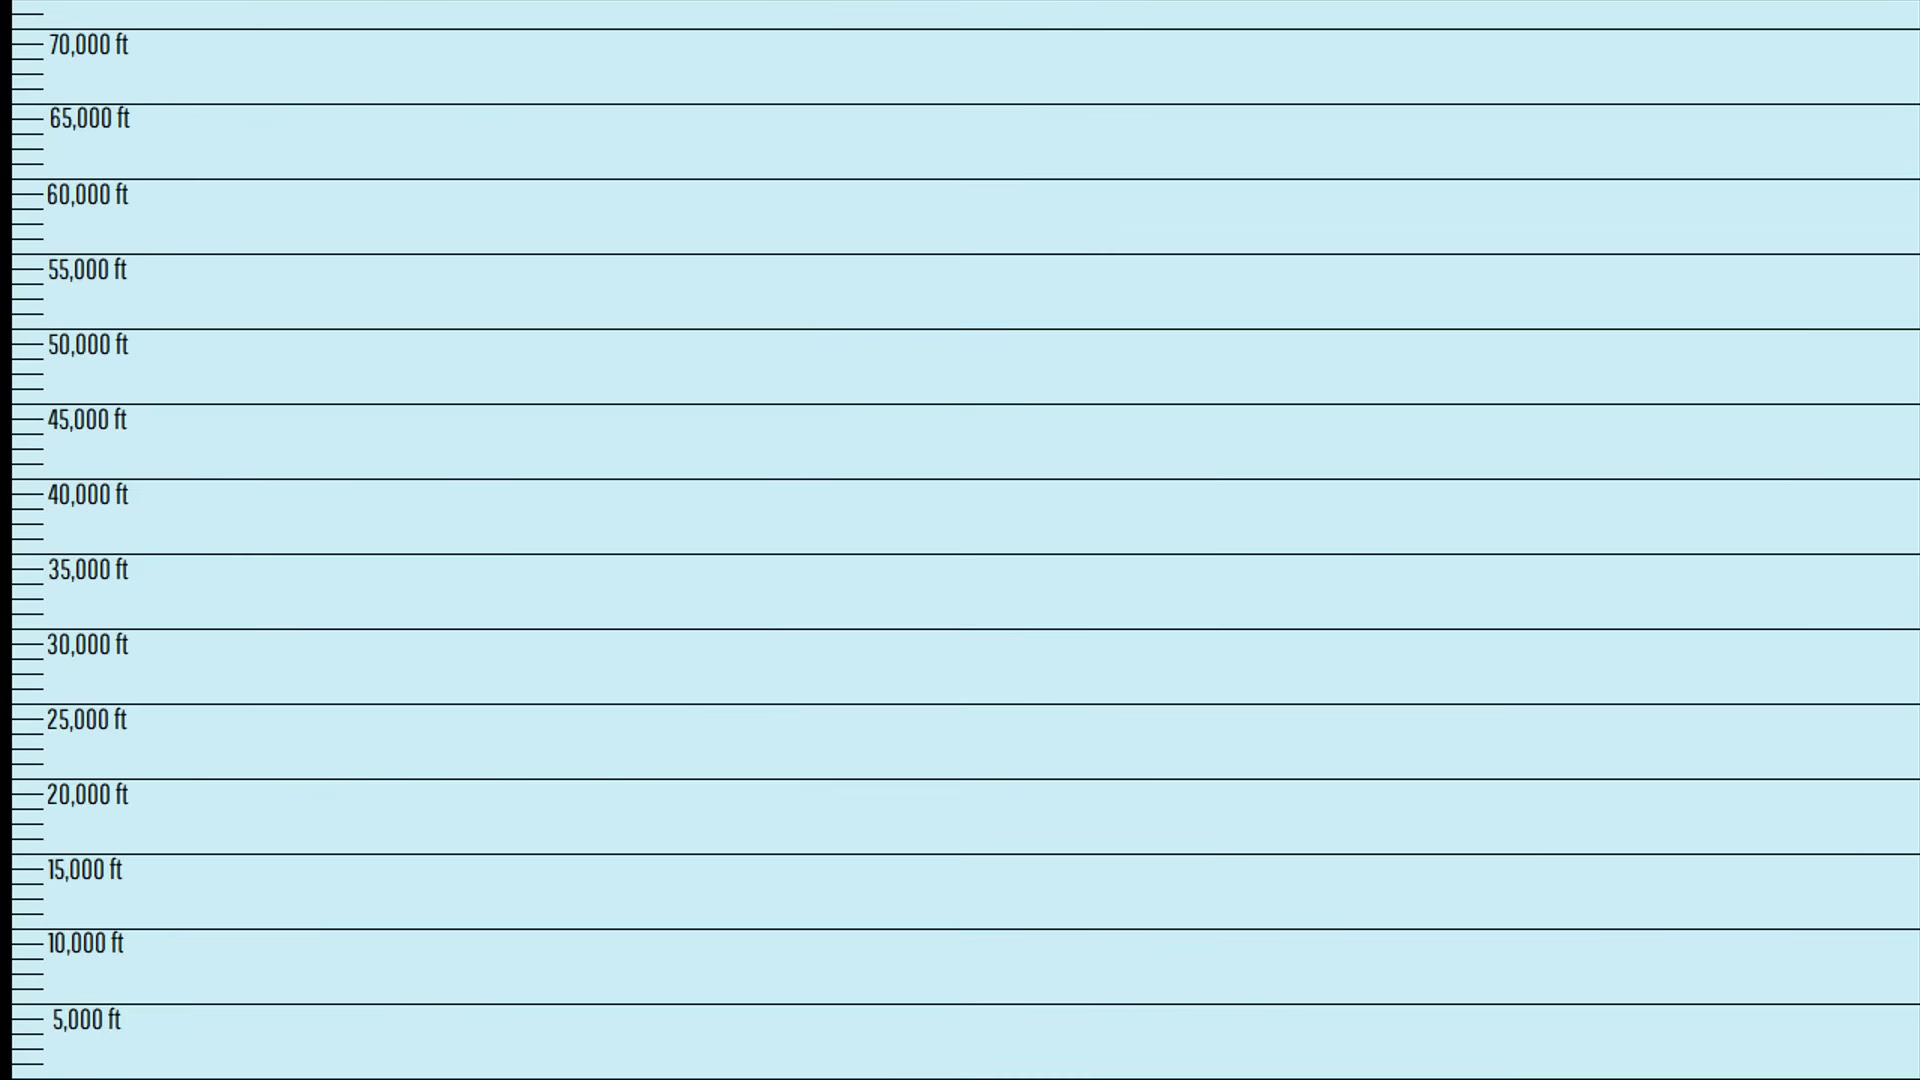 70,000 ft
65,000 ft
60,000 ft
55,000 ft
50,000 ft
45,000 ft
40,000 ft
35,000 ft
30,000 ft
25,000 ft
20,000 ft
15,000 ft
10,000 ft
5,000 ft